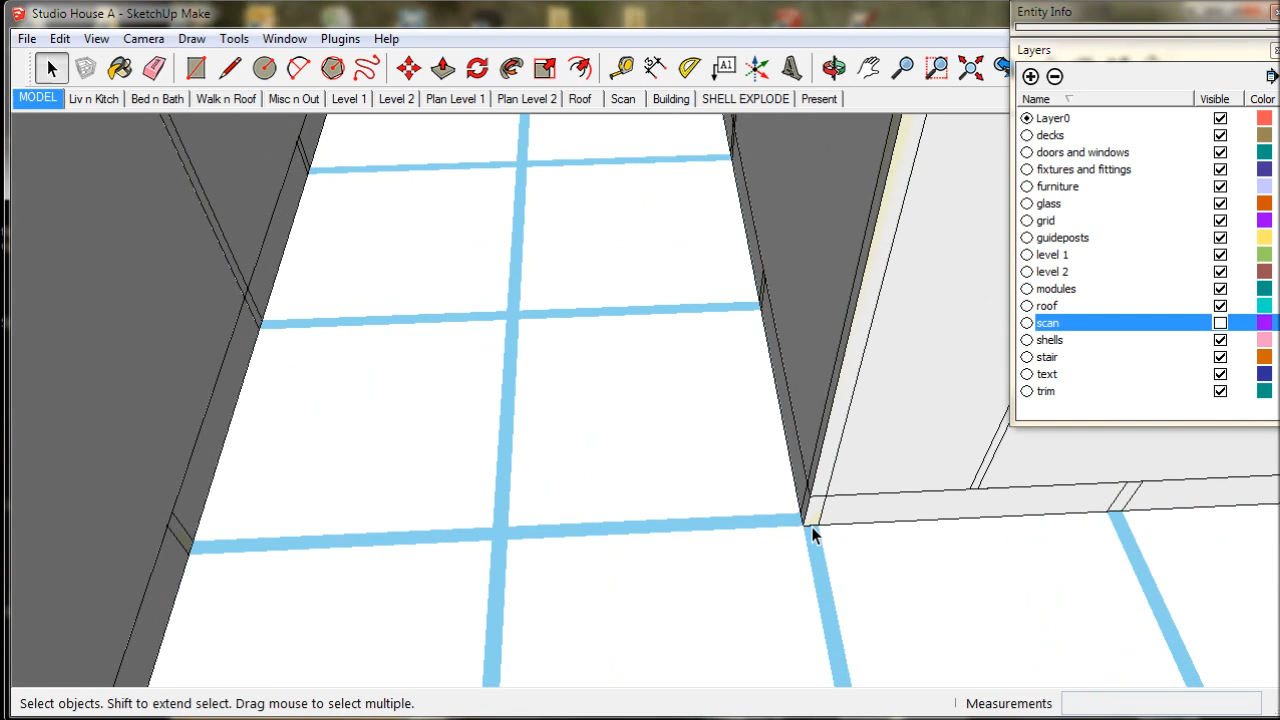 Studio House A - SketchUp Make
File Edit View Camera Draw Tools Window Plugins Help
A1
MODEL Liv n Kitch Bed n Bath Walk n Roof Misc n Out Level 1 Level 2 Plan Level 1 Plan Level 2 Roof Scan Building SHELL EXPLODE Present
Entity Info
Layers
Name Visible Color
Layer0
decks
doors and windows
fixtures and fittings
furniture
glass
grid
guideposts
level 1
level 2
modules
roof
scan
shells
stair
text
trim
Select objects. Shift to extend select. Drag mouse to select multiple.
Measurements